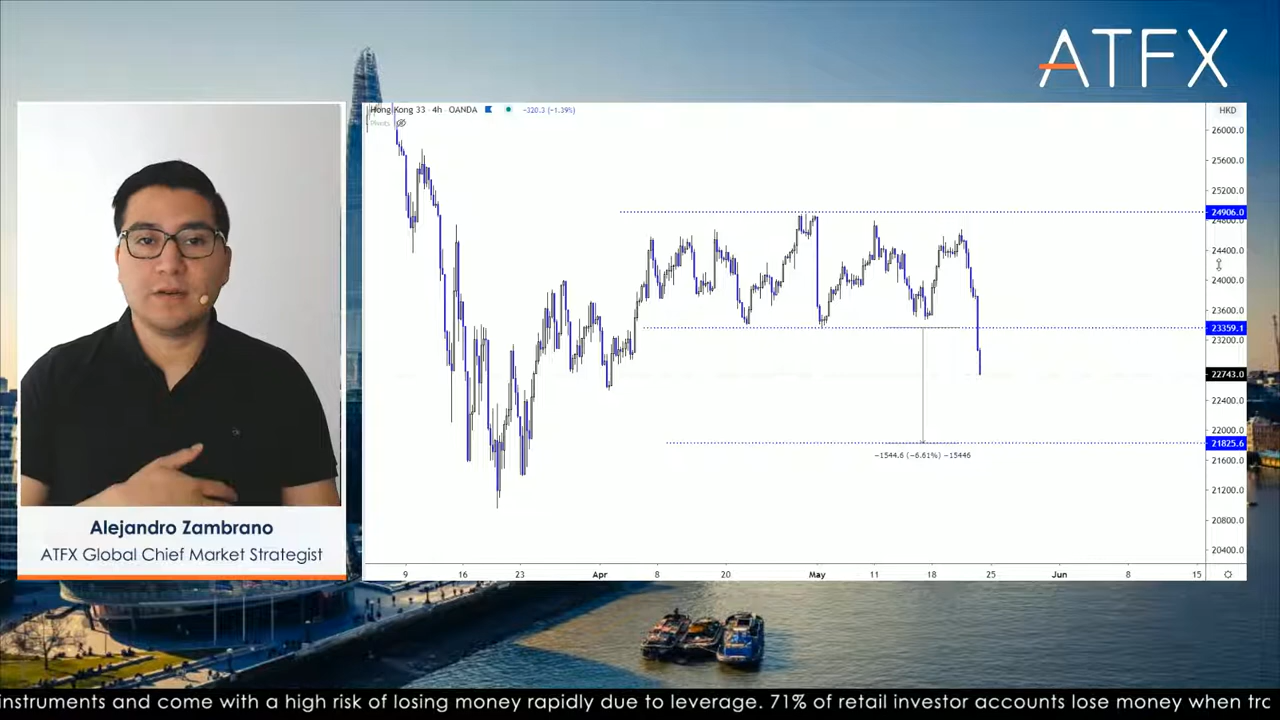 ATFX
Hong Kong 33 · 4h · OANDA −320.3 (−1.39%)
Pivots
HKD
26000.0
25600.0
25200.0
24906.0
24800.0
24400.0
24000.0
23600.0
23359.1
23200.0
22743.0
22400.0
22000.0
21825.6
21600.0
21200.0
20800.0
20400.0
−1544.6 (−6.61%) −15446
9 16 23 Apr 8 20 May 11 18 25 Jun 8 15
Alejandro Zambrano
ATFX Global Chief Market Strategist
instruments and come with a high risk of losing money rapidly due to leverage. 71% of retail investor accounts lose money when trc